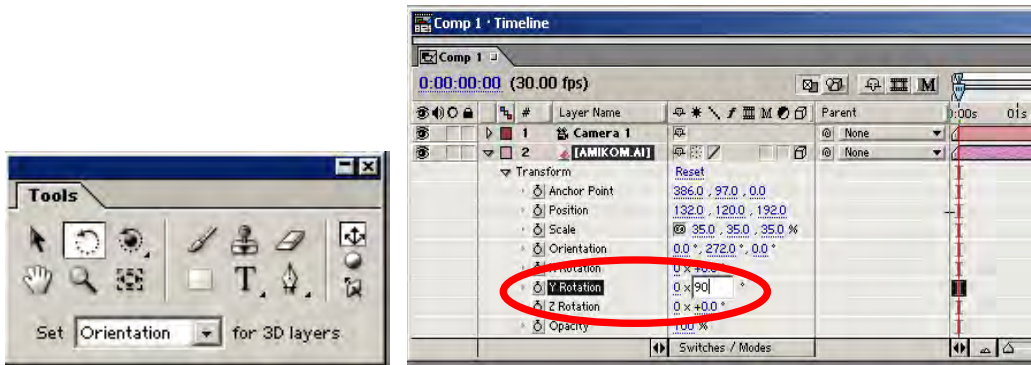 Tools
Set Orientation for 3D layers
Comp 1 · Timeline
Comp 1
0:00:00:00 (30.00 fps)
M
# Layer Name M Parent :00s 01s
1 Camera 1 None
2 [AMIKOM.AI] None
Transform Reset
Anchor Point 386.0 , 97.0 , 0.0
Position 132.0 , 120.0 , 192.0
Scale 35.0 , 35.0 , 35.0 %
Orientation 0.0 °, 272.0 °, 0.0 °
X Rotation 0 x +0.0 °
Y Rotation 0 x 90 °
Z Rotation 0 x +0.0 °
Opacity 100 %
Switches / Modes